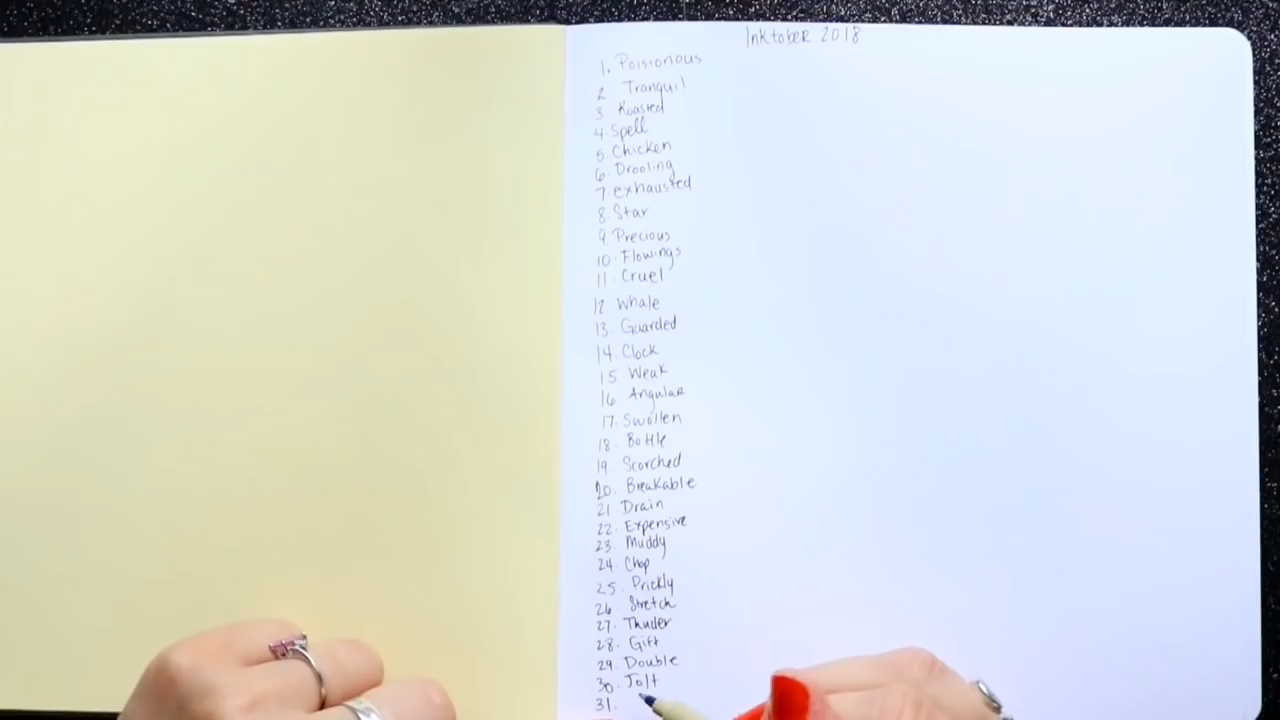 Inktober 2018
1. Poisionous
2 Tranquil
3 Roasted
4. Spell
5. Chicken
6. Drooling
7. exhausted
8. Star
9 Precious
10. Flowings
11. Cruel
12 Whale
13. Guarded
14. Clock
15 Weak
16 Angular
17. Swollen
18. Bottle
19. Scorched
20. Breakable
21 Drain
22. Expensive
23 Muddy
24. Chop
25. Prickly
26. Stretch
27. Thuder
28. Gift
29. Double
30. Jolt
31.